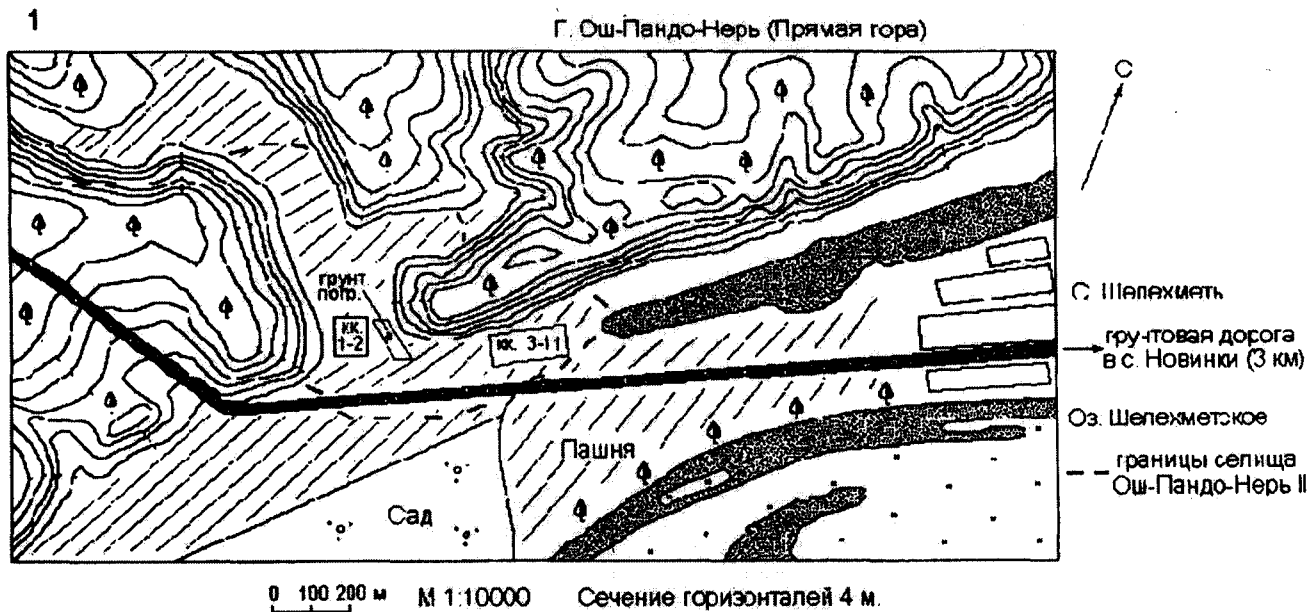 1
Г. Ош-Пандо-Нерь (Прямая гора)
С
грунт.
погр.
кк.
1-2
кк. 3-11
С. Шелехметь
грунтовая дорога
в с. Новинки (3 км)
Оз. Шелехметское
Пашня
границы селища
Ош-Пандо-Нерь II
Сад
0 100 200 м М 1:10000 Сечение горизонталей 4 м.